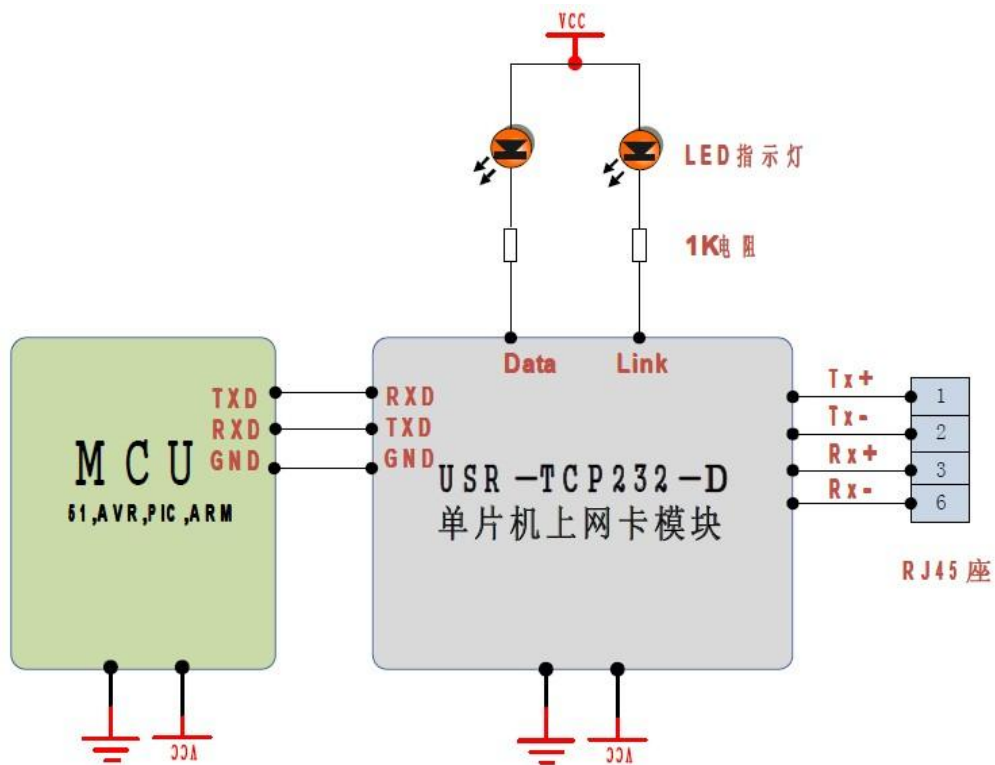 VCC
LED指示灯
1K电阻
Data
Link
TXD
RXD
GND
MCU
51,AVR,PIC,ARM
RXD
TXD
GND
USR-TCP232-D
单片机上网卡模块
Tx+
Tx-
Rx+
Rx-
1
2
3
6
RJ45座
VCC
VCC